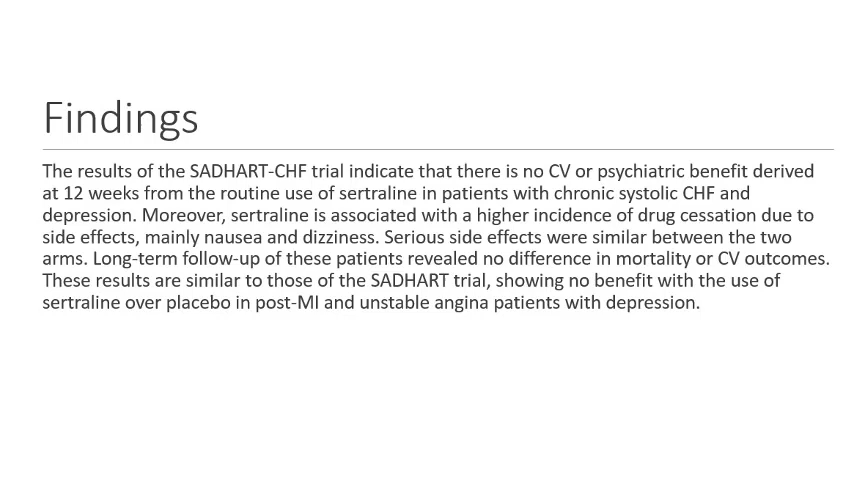 Findings
The results of the SADHART-CHF trial indicate that there is no CV or psychiatric benefit derived
at 12 weeks from the routine use of sertraline in patients with chronic systolic CHF and
depression. Moreover, sertraline is associated with a higher incidence of drug cessation due to
side effects, mainly nausea and dizziness. Serious side effects were similar between the two
arms. Long-term follow-up of these patients revealed no difference in mortality or CV outcomes.
These results are similar to those of the SADHART trial, showing no benefit with the use of
sertraline over placebo in post-MI and unstable angina patients with depression.